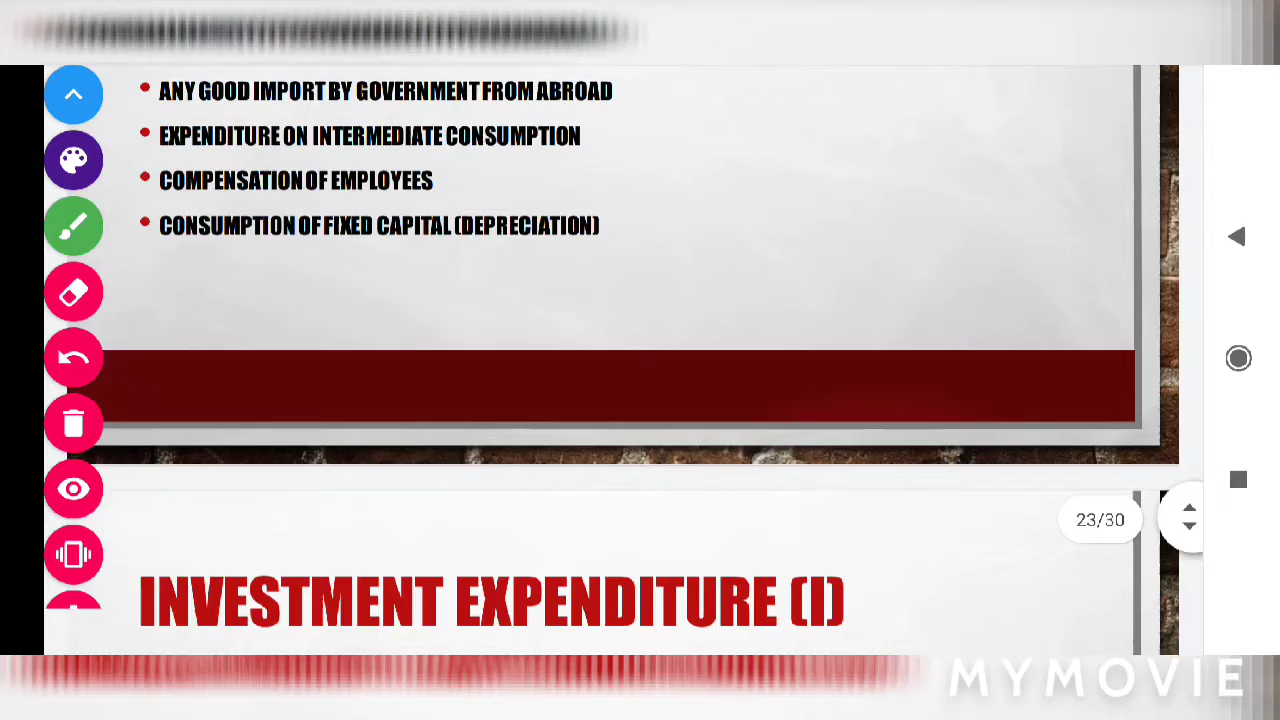 ANY GOOD IMPORT BY GOVERNMENT FROM ABROAD
EXPENDITURE ON INTERMEDIATE CONSUMPTION
COMPENSATION OF EMPLOYEES
CONSUMPTION OF FIXED CAPITAL (DEPRECIATION)
23/30
INVESTMENT EXPENDITURE (I)
MYMOVIE